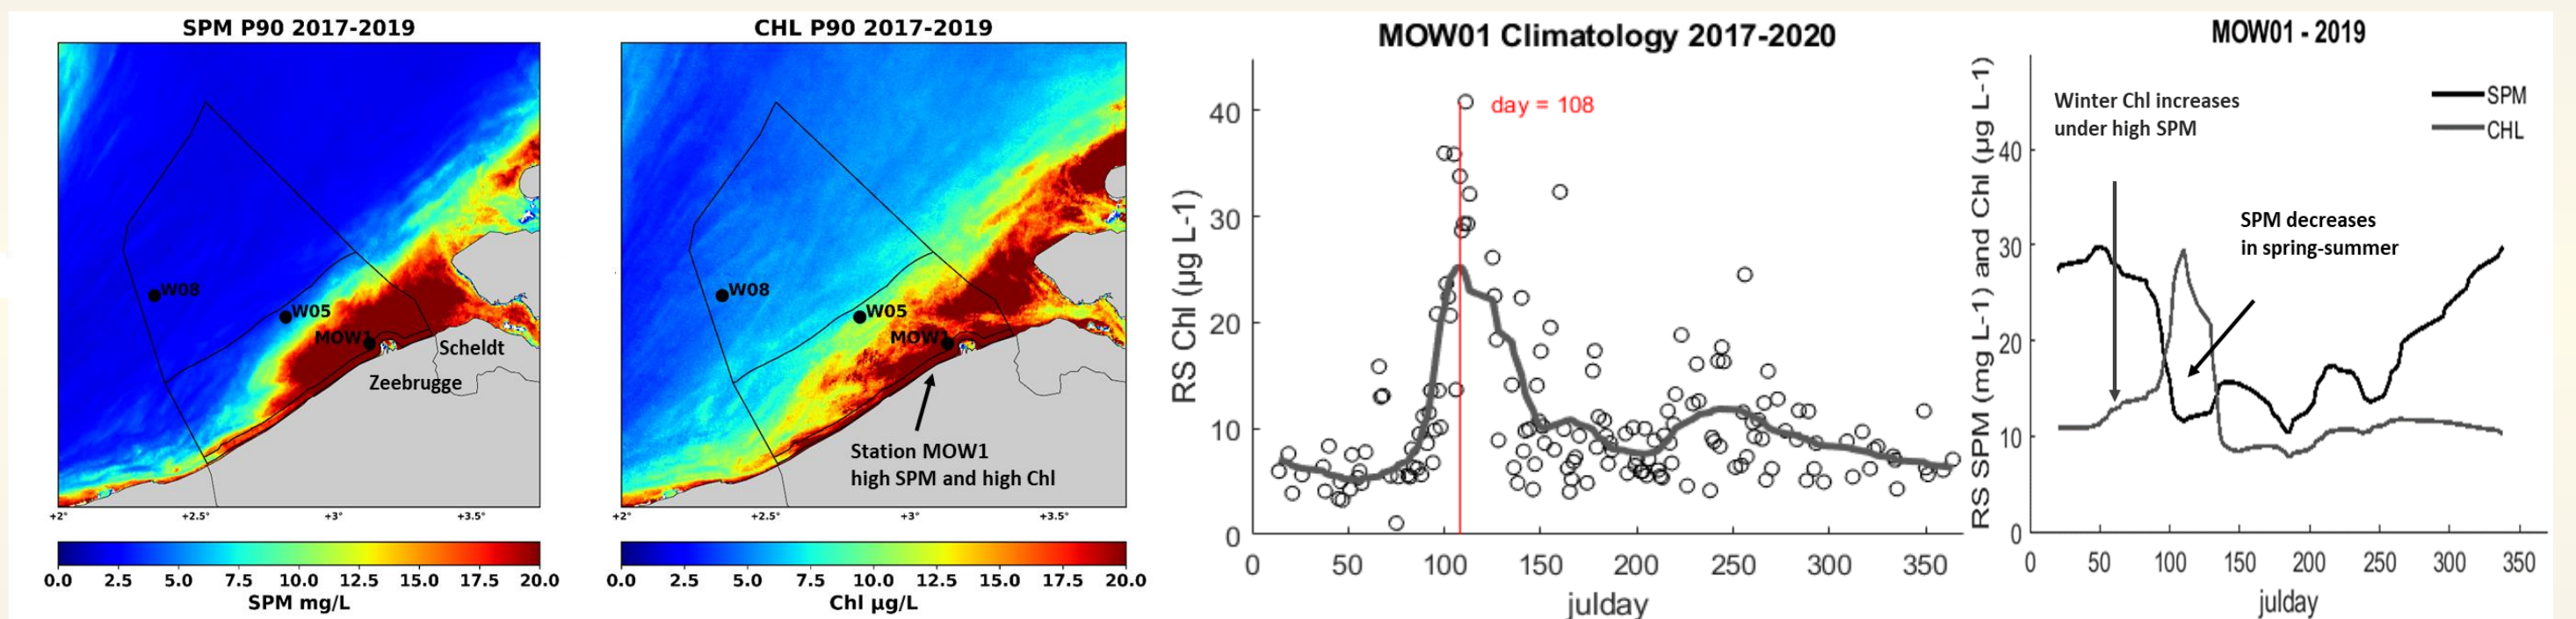 SPM P90 2017-2019
W08
W05
MOW1
Scheldt
Zeebrugge
+2° +2.5° +3° +3.5°
0.0 2.5 5.0 7.5 10.0 12.5 15.0 17.5 20.0
SPM mg/L
CHL P90 2017-2019
W08
W05
MOW1
Station MOW1
high SPM and high Chl
+2° +2.5° +3° +3.5°
0.0 2.5 5.0 7.5 10.0 12.5 15.0 17.5 20.0
Chl µg/L
MOW01 Climatology 2017-2020
RS Chl (µg L-1)
40
30
20
10
0
day = 108
0 50 100 150 200 250 300 350
julday
MOW01 - 2019
RS SPM (mg L-1) and Chl (µg L-1)
40
30
20
10
0
Winter Chl increases
under high SPM
SPM
CHL
SPM decreases
in spring-summer
0 50 100 150 200 250 300 350
julday